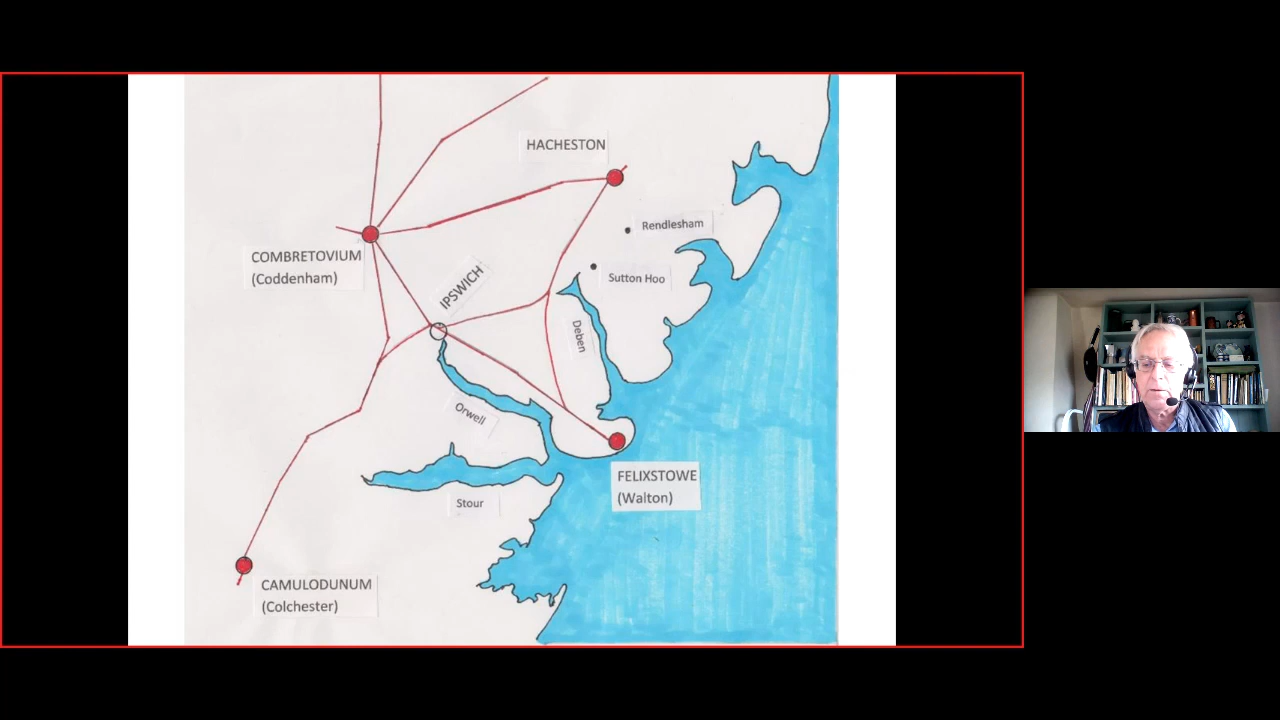 HACHESTON
Rendlesham
COMBRETOVIUM
(Coddenham)
IPSWICH
Sutton Hoo
Deben
Orwell
FELIXSTOWE
(Walton)
Stour
CAMULODUNUM
(Colchester)